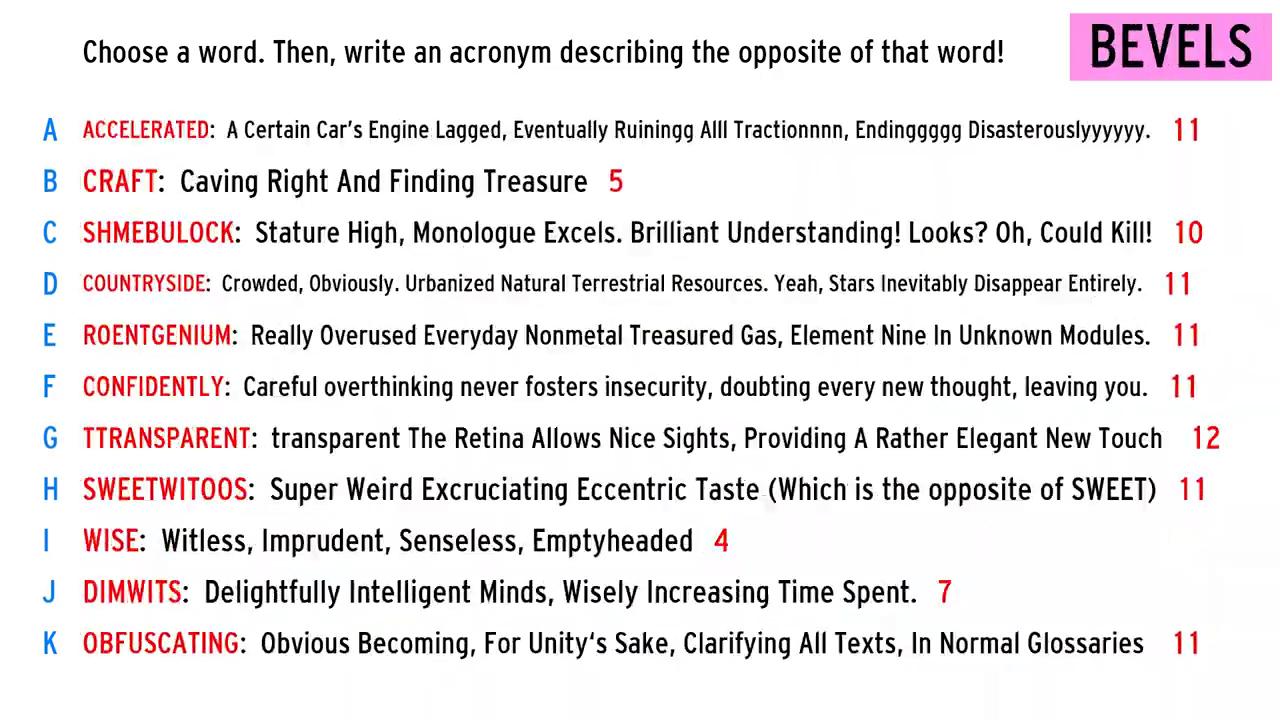 Choose a word. Then, write an acronym describing the opposite of that word!
BEVELS
A ACCELERATED: A Certain Car's Engine Lagged, Eventually Ruiningg Alll Tractionnnn, Endinggggg Disasterouslyyyyyy. 11
B CRAFT: Caving Right And Finding Treasure 5
C SHMEBULOCK: Stature High, Monologue Excels. Brilliant Understanding! Looks? Oh, Could Kill! 10
D COUNTRYSIDE: Crowded, Obviously. Urbanized Natural Terrestrial Resources. Yeah, Stars Inevitably Disappear Entirely. 11
E ROENTGENIUM: Really Overused Everyday Nonmetal Treasured Gas, Element Nine In Unknown Modules. 11
F CONFIDENTLY: Careful overthinking never fosters insecurity, doubting every new thought, leaving you. 11
G TTRANSPARENT: transparent The Retina Allows Nice Sights, Providing A Rather Elegant New Touch 12
H SWEETWITOOS: Super Weird Excruciating Eccentric Taste (Which is the opposite of SWEET) 11
I WISE: Witless, Imprudent, Senseless, Emptyheaded 4
J DIMWITS: Delightfully Intelligent Minds, Wisely Increasing Time Spent. 7
K OBFUSCATING: Obvious Becoming, For Unity's Sake, Clarifying All Texts, In Normal Glossaries 11